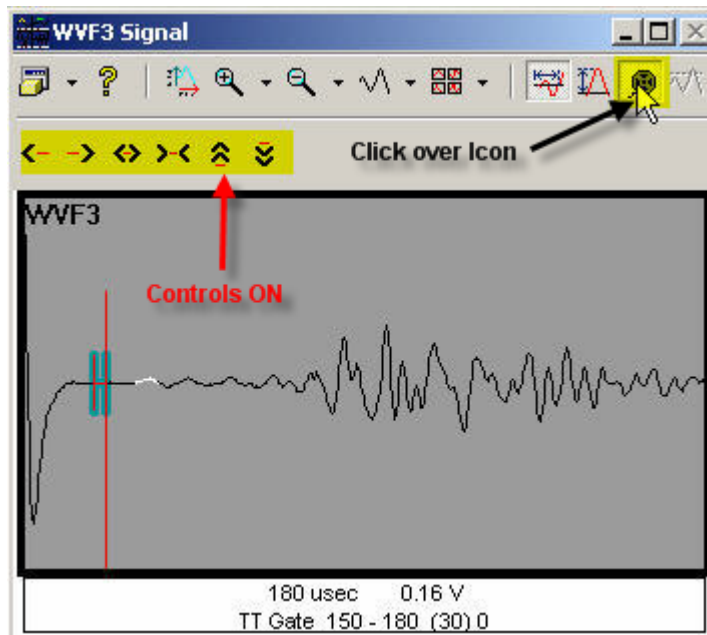 WVF3 Signal
Click over Icon
WVF3
Controls ON
180 usec 0.16 V
TT Gate 150 - 180 (30) 0